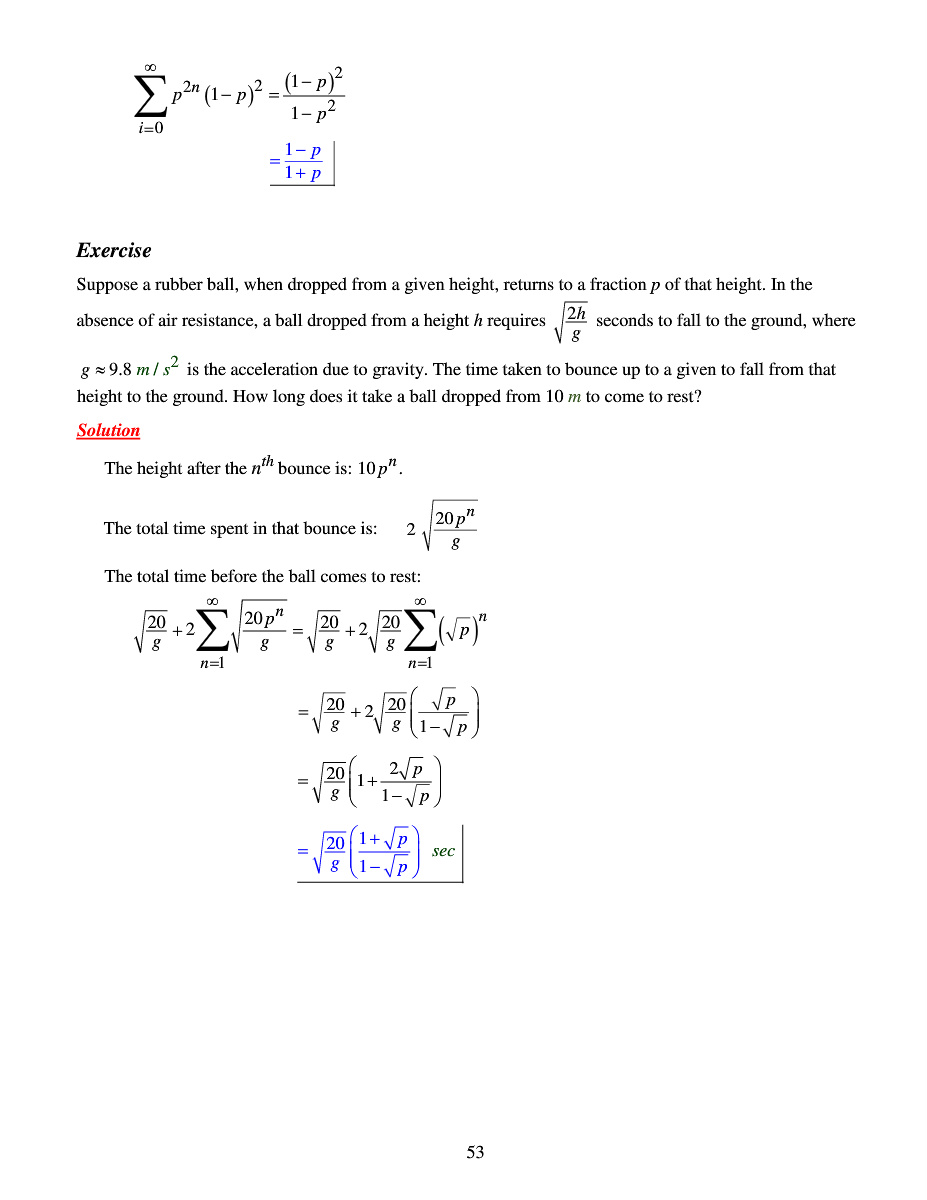 $\sum_{i=0}^{\infty} p^{2n}(1-p)^2 = \frac{(1-p)^2}{1-p^2}$
$= \frac{1-p}{1+p}$
Exercise
Suppose a rubber ball, when dropped from a given height, returns to a fraction p of that height. In the
absence of air resistance, a ball dropped from a height h requires $\sqrt{\frac{2h}{g}}$ seconds to fall to the ground, where
$g \approx 9.8\ m/s^2$ is the acceleration due to gravity. The time taken to bounce up to a given to fall from that
height to the ground. How long does it take a ball dropped from 10 m to come to rest?
Solution
The height after the $n^{th}$ bounce is: $10p^n$.
The total time spent in that bounce is: $2\sqrt{\frac{20p^n}{g}}$
The total time before the ball comes to rest:
$\sqrt{\frac{20}{g}} + 2\sum_{n=1}^{\infty}\sqrt{\frac{20p^n}{g}} = \sqrt{\frac{20}{g}} + 2\sqrt{\frac{20}{g}}\sum_{n=1}^{\infty}(\sqrt{p})^n$
$= \sqrt{\frac{20}{g}} + 2\sqrt{\frac{20}{g}}\left(\frac{\sqrt{p}}{1-\sqrt{p}}\right)$
$= \sqrt{\frac{20}{g}}\left(1+\frac{2\sqrt{p}}{1-\sqrt{p}}\right)$
$= \sqrt{\frac{20}{g}}\left(\frac{1+\sqrt{p}}{1-\sqrt{p}}\right)$ sec
53